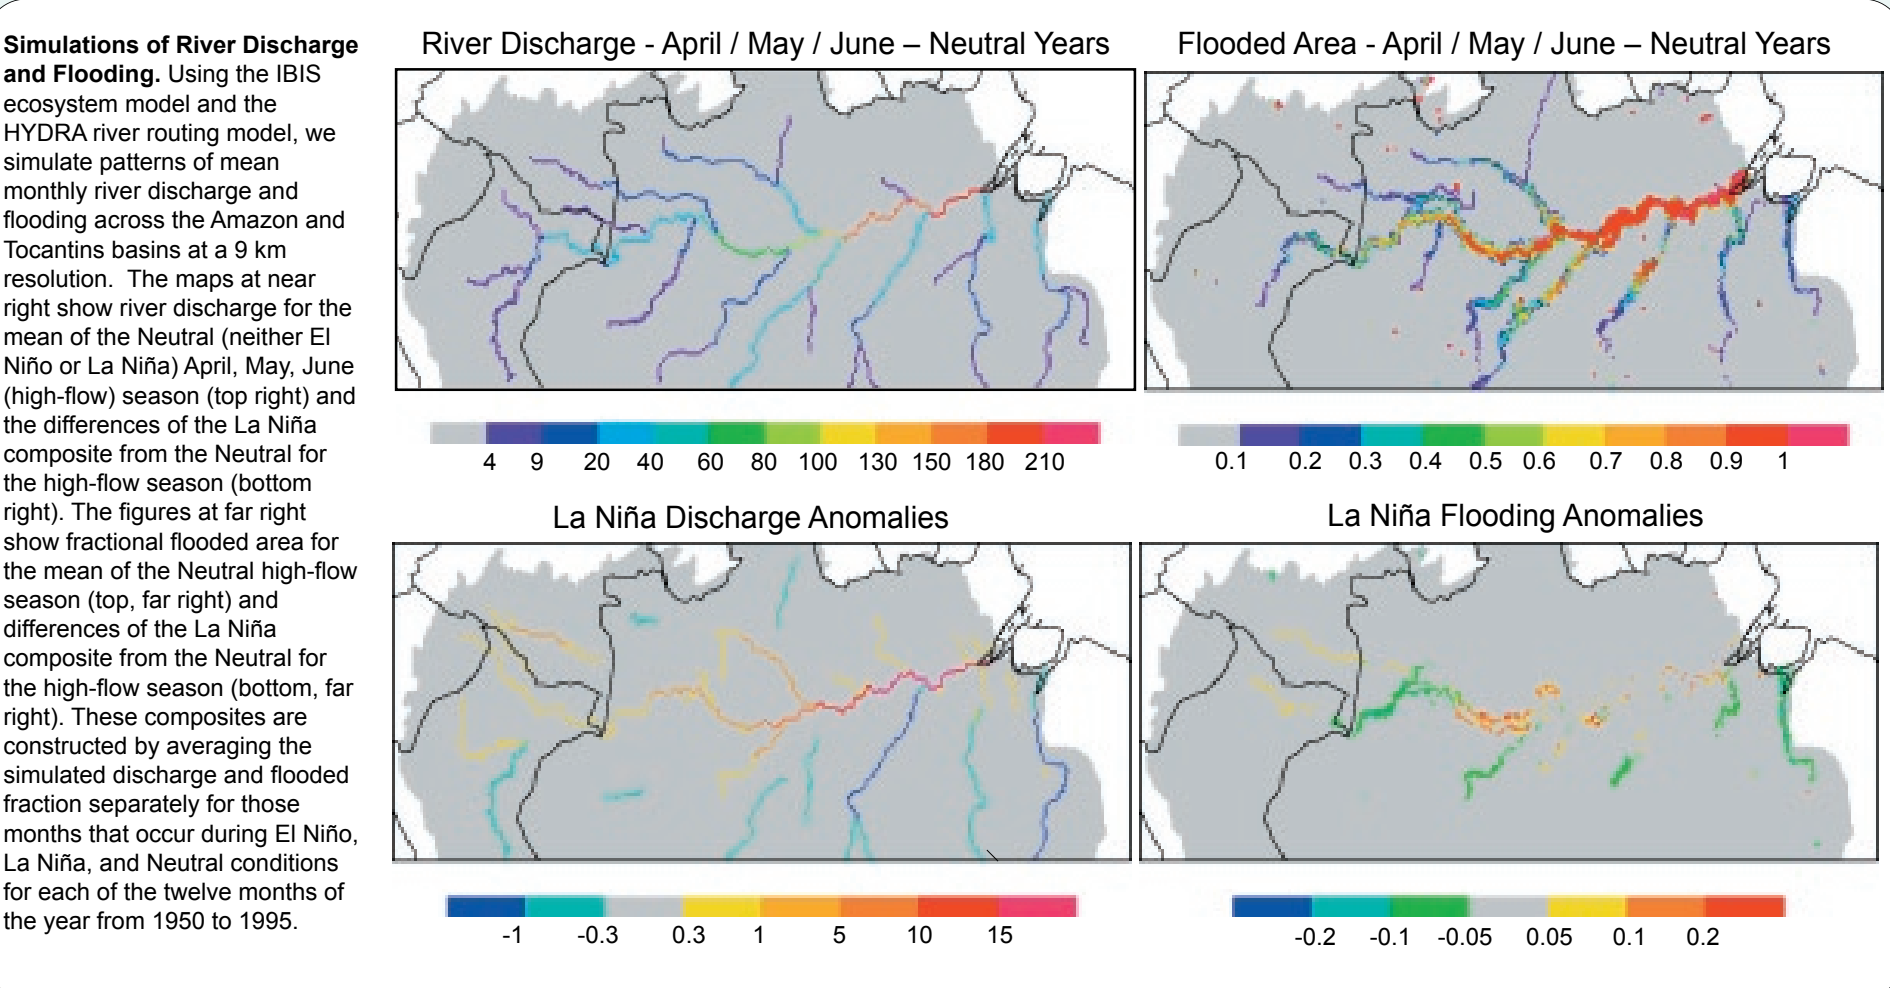 Simulations of River Discharge
and Flooding. Using the IBIS
ecosystem model and the
HYDRA river routing model, we
simulate patterns of mean
monthly river discharge and
flooding across the Amazon and
Tocantins basins at a 9 km
resolution.  The maps at near
right show river discharge for the
mean of the Neutral (neither El
Niño or La Niña) April, May, June
(high-flow) season (top right) and
the differences of the La Niña
composite from the Neutral for
the high-flow season (bottom
right). The figures at far right
show fractional flooded area for
the mean of the Neutral high-flow
season (top, far right) and
differences of the La Niña
composite from the Neutral for
the high-flow season (bottom, far
right). These composites are
constructed by averaging the
simulated discharge and flooded
fraction separately for those
months that occur during El Niño,
La Niña, and Neutral conditions
for each of the twelve months of
the year from 1950 to 1995.
River Discharge - April / May / June – Neutral Years
4 9 20 40 60 80 100 130 150 180 210
Flooded Area - April / May / June – Neutral Years
0.1 0.2 0.3 0.4 0.5 0.6 0.7 0.8 0.9 1
La Niña Discharge Anomalies
-1 -0.3 0.3 1 5 10 15
La Niña Flooding Anomalies
-0.2 -0.1 -0.05 0.05 0.1 0.2